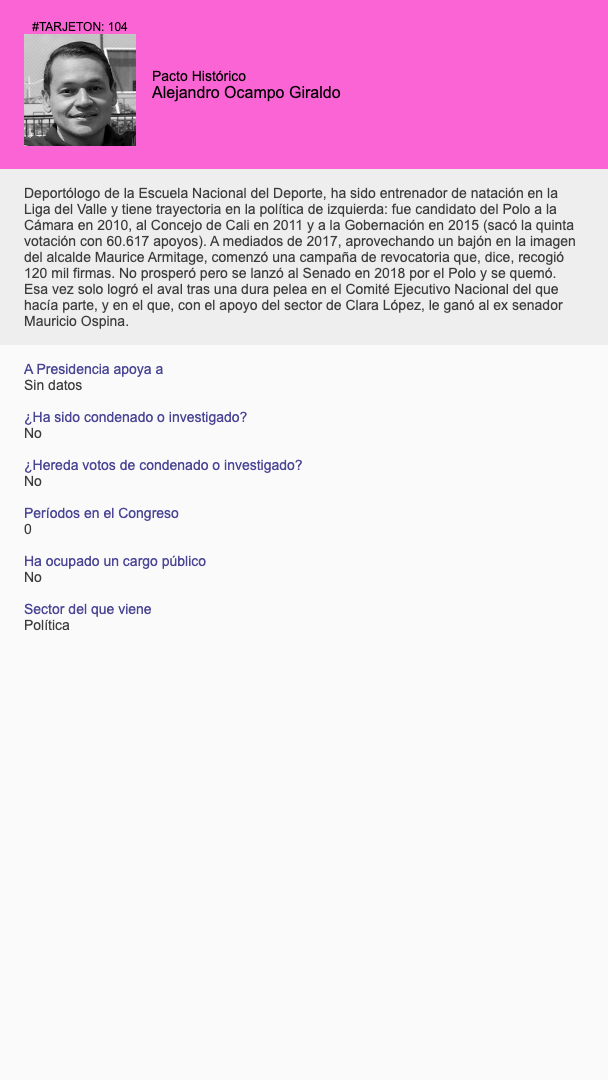 #TARJETON: 104
Pacto Histórico
Alejandro Ocampo Giraldo
Deportólogo de la Escuela Nacional del Deporte, ha sido entrenador de natación en la
Liga del Valle y tiene trayectoria en la política de izquierda: fue candidato del Polo a la
Cámara en 2010, al Concejo de Cali en 2011 y a la Gobernación en 2015 (sacó la quinta
votación con 60.617 apoyos). A mediados de 2017, aprovechando un bajón en la imagen
del alcalde Maurice Armitage, comenzó una campaña de revocatoria que, dice, recogió
120 mil firmas. No prosperó pero se lanzó al Senado en 2018 por el Polo y se quemó.
Esa vez solo logró el aval tras una dura pelea en el Comité Ejecutivo Nacional del que
hacía parte, y en el que, con el apoyo del sector de Clara López, le ganó al ex senador
Mauricio Ospina.
A Presidencia apoya a
Sin datos
¿Ha sido condenado o investigado?
No
¿Hereda votos de condenado o investigado?
No
Períodos en el Congreso
0
Ha ocupado un cargo público
No
Sector del que viene
Política